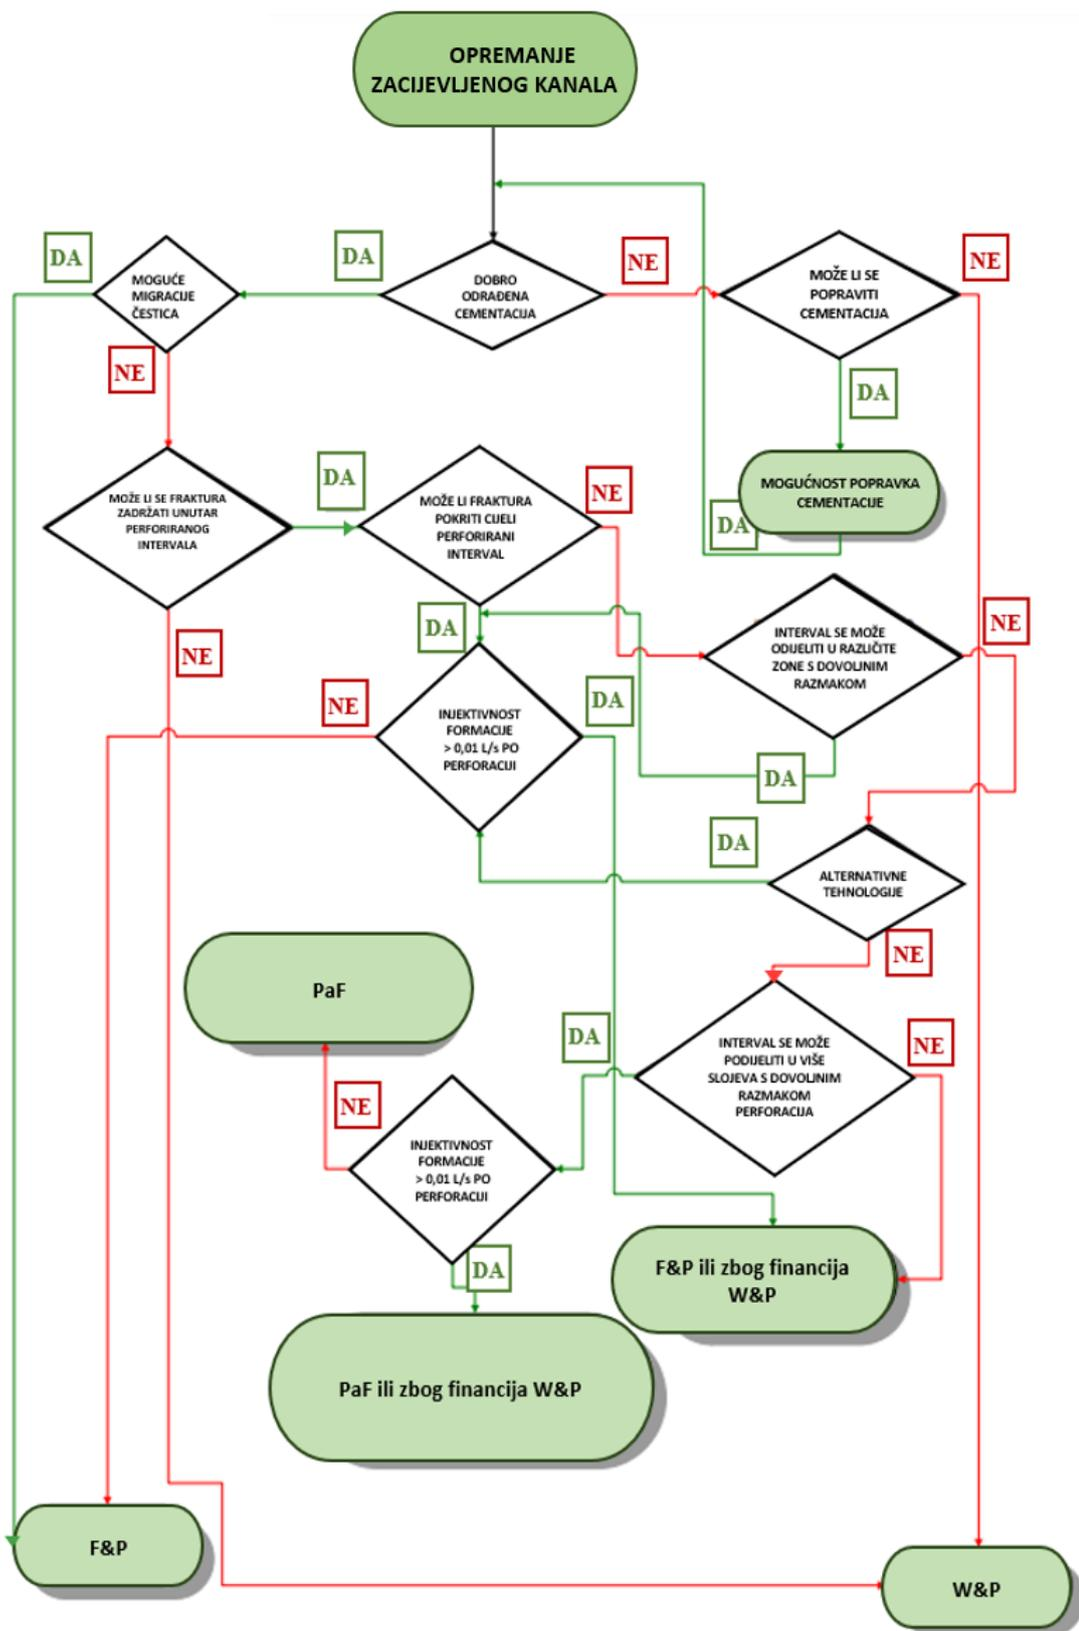 OPREMANJE
ZACIJEVLJENOG KANALA
DA
MOGUĆE
MIGRACIJE
ČESTICA
NE
DA
DOBRO
ODRAĐENA
CEMENTACIJA
NE
MOŽE LI SE
POPRAVITI
CEMENTACIJA
NE
DA
MOGUĆNOST POPRAVKA
CEMENTACIJE
DA
MOŽE LI SE FRAKTURA
ZADRŽATI UNUTAR
PERFORIRANOG
INTERVALA
DA
NE
MOŽE LI FRAKTURA
POKRITI CIJELI
PERFORIRANI
INTERVAL
NE
DA
INTERVAL SE MOŽE
ODIJELITI U RAZLIČITE
ZONE S DOVOLJNIM
RAZMAKOM
NE
DA
NE
INJEKTIVNOST
FORMACIJE
> 0,01 L/s PO
PERFORACIJI
DA
DA
ALTERNATIVNE
TEHNOLOGIJE
NE
PaF
DA
INTERVAL SE MOŽE
PODIJELITI U VIŠE
SLOJEVA S DOVOLJNIM
RAZMAKOM
PERFORACIJA
NE
NE
INJEKTIVNOST
FORMACIJE
> 0,01 L/s PO
PERFORACIJI
DA
F&P ili zbog financija
W&P
PaF ili zbog financija W&P
F&P
W&P